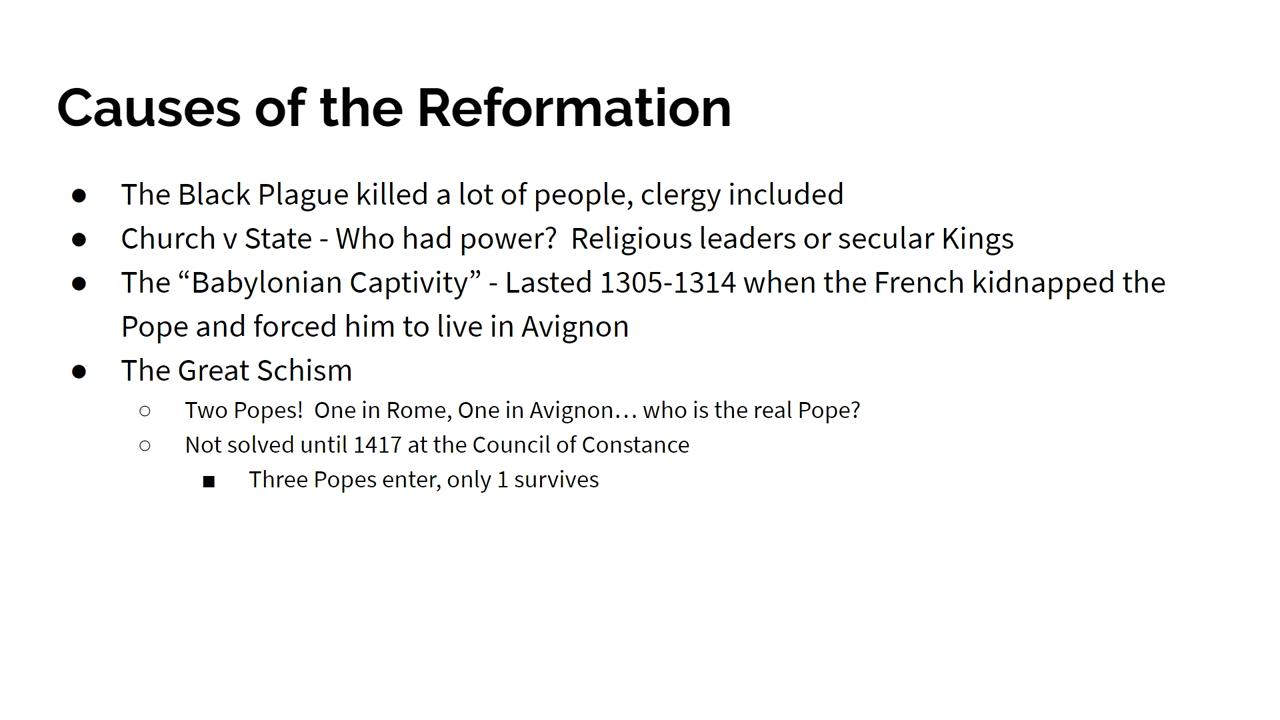 Causes of the Reformation
● The Black Plague killed a lot of people, clergy included
● Church v State - Who had power?  Religious leaders or secular Kings
● The “Babylonian Captivity” - Lasted 1305-1314 when the French kidnapped the
Pope and forced him to live in Avignon
● The Great Schism
○ Two Popes!  One in Rome, One in Avignon… who is the real Pope?
○ Not solved until 1417 at the Council of Constance
■ Three Popes enter, only 1 survives